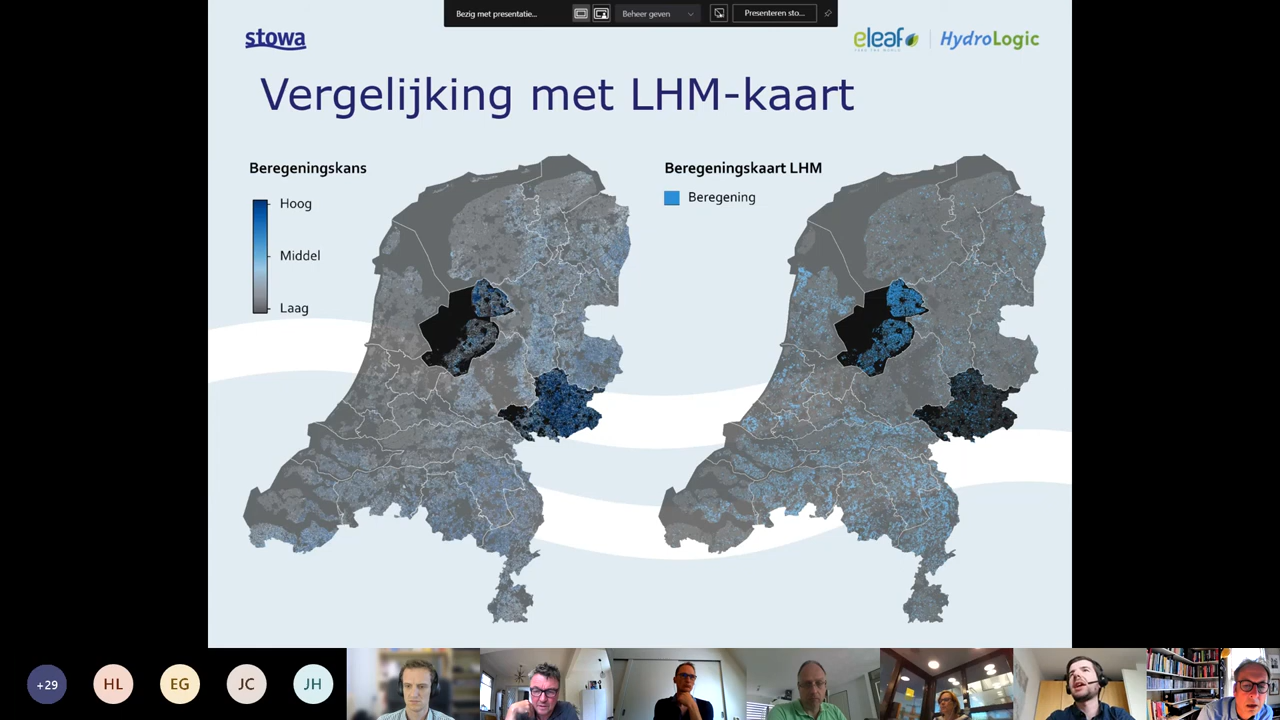 Bezig met presentatie...
Beheer geven
Presenteren sto...
stowa
eleaf
HydroLogic
Vergelijking met LHM-kaart
Beregeningskans
Hoog
Middel
Laag
Beregeningskaart LHM
Beregening
+29
HL
EG
JC
JH